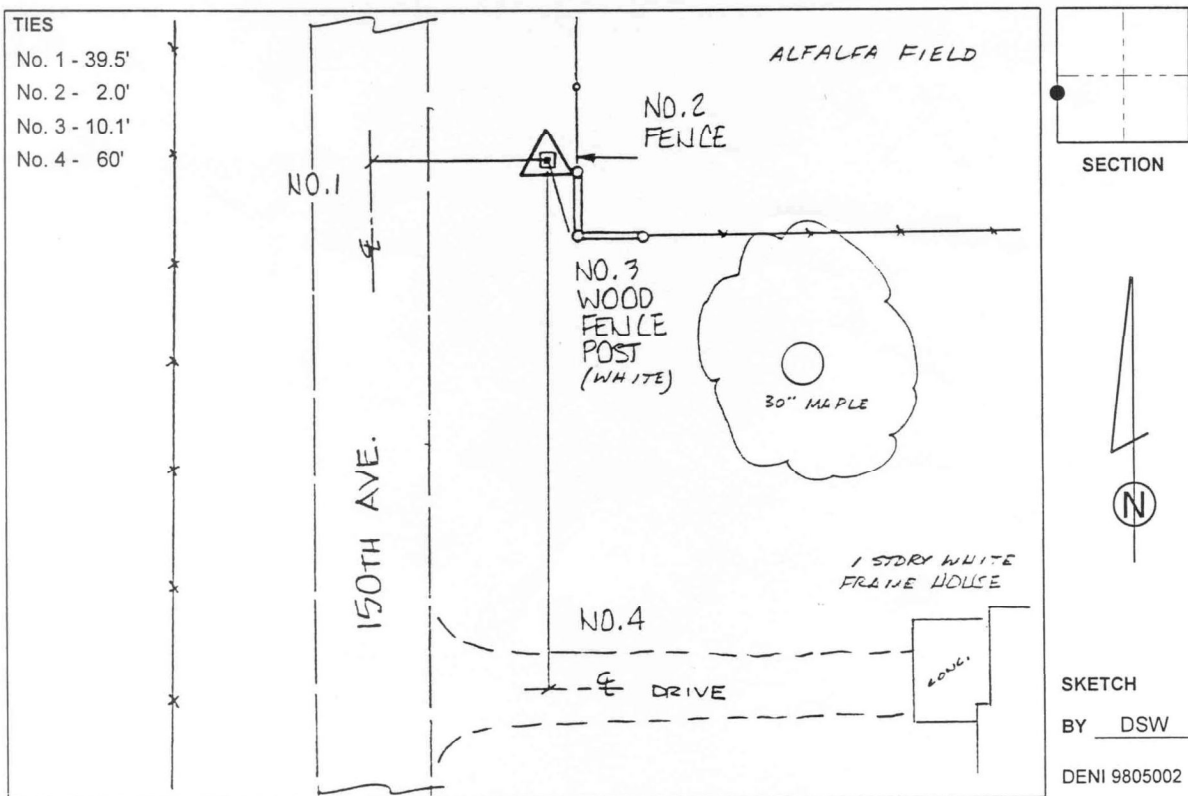 TIES
No. 1 - 39.5'
No. 2 - 2.0'
No. 3 - 10.1'
No. 4 - 60'
ALFALFA FIELD
NO.2
FENCE
NO.1
℄
SECTION
NO.3
WOOD
FENCE
POST
(WHITE)
30" MAPLE
150TH AVE.
N
1 STORY WHITE
FRAME HOUSE
NO.4
CONC.
℄ DRIVE
SKETCH
BY DSW
DENI 9805002